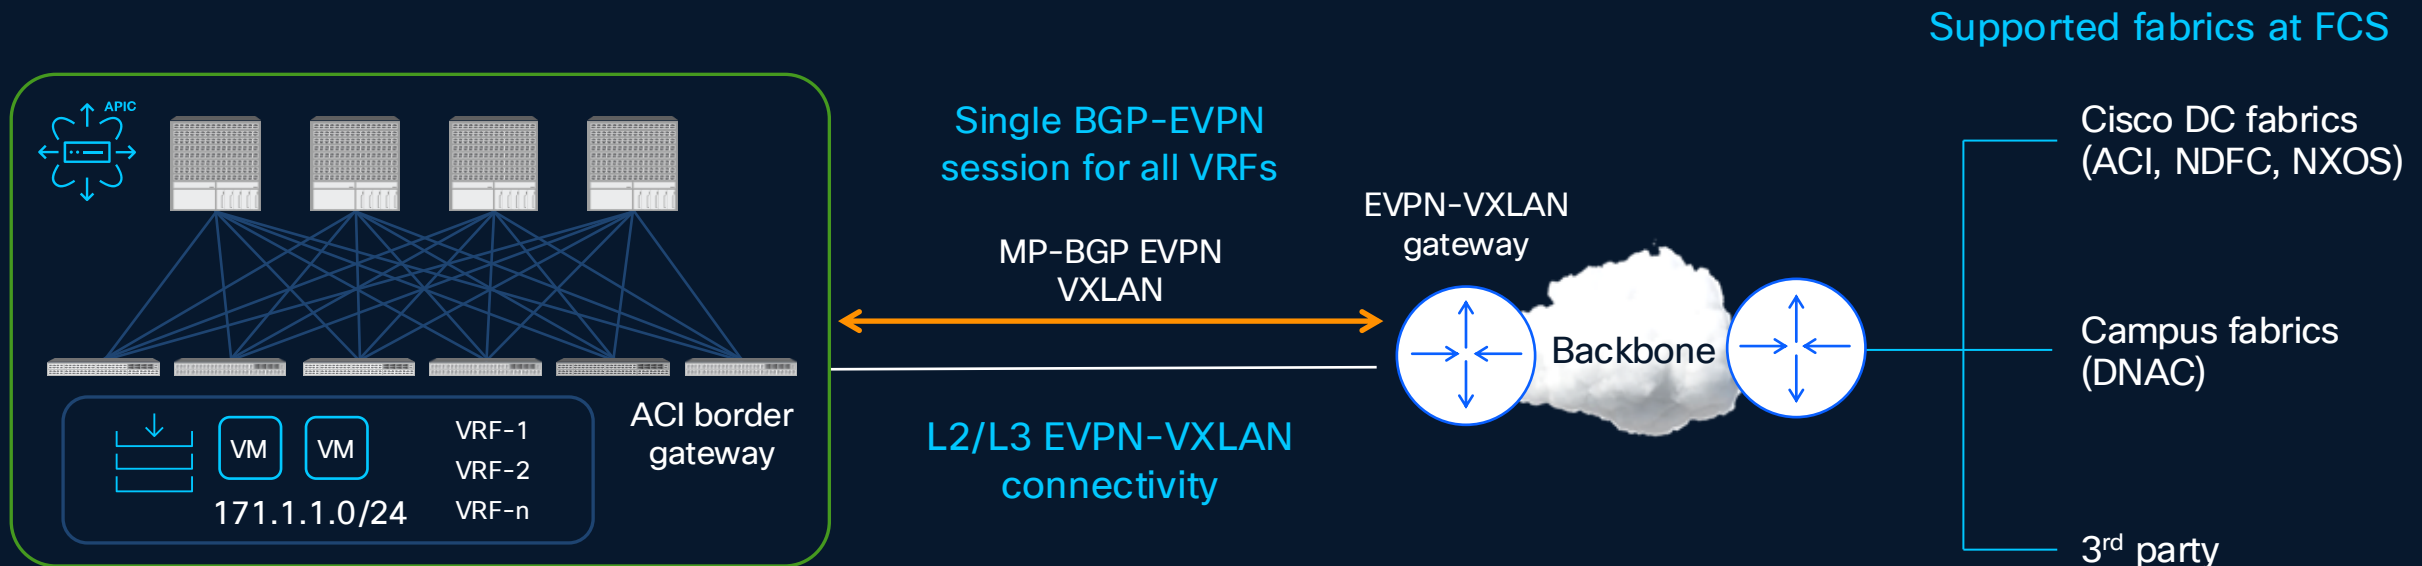 Supported fabrics at FCS
APIC
Single BGP-EVPN
session for all VRFs
MP-BGP EVPN
VXLAN
L2/L3 EVPN-VXLAN
connectivity
EVPN-VXLAN
gateway
Backbone
Cisco DC fabrics
(ACI, NDFC, NXOS)
Campus fabrics
(DNAC)
3rd party
ACI border
gateway
VM
VM
171.1.1.0/24
VRF-1
VRF-2
VRF-n